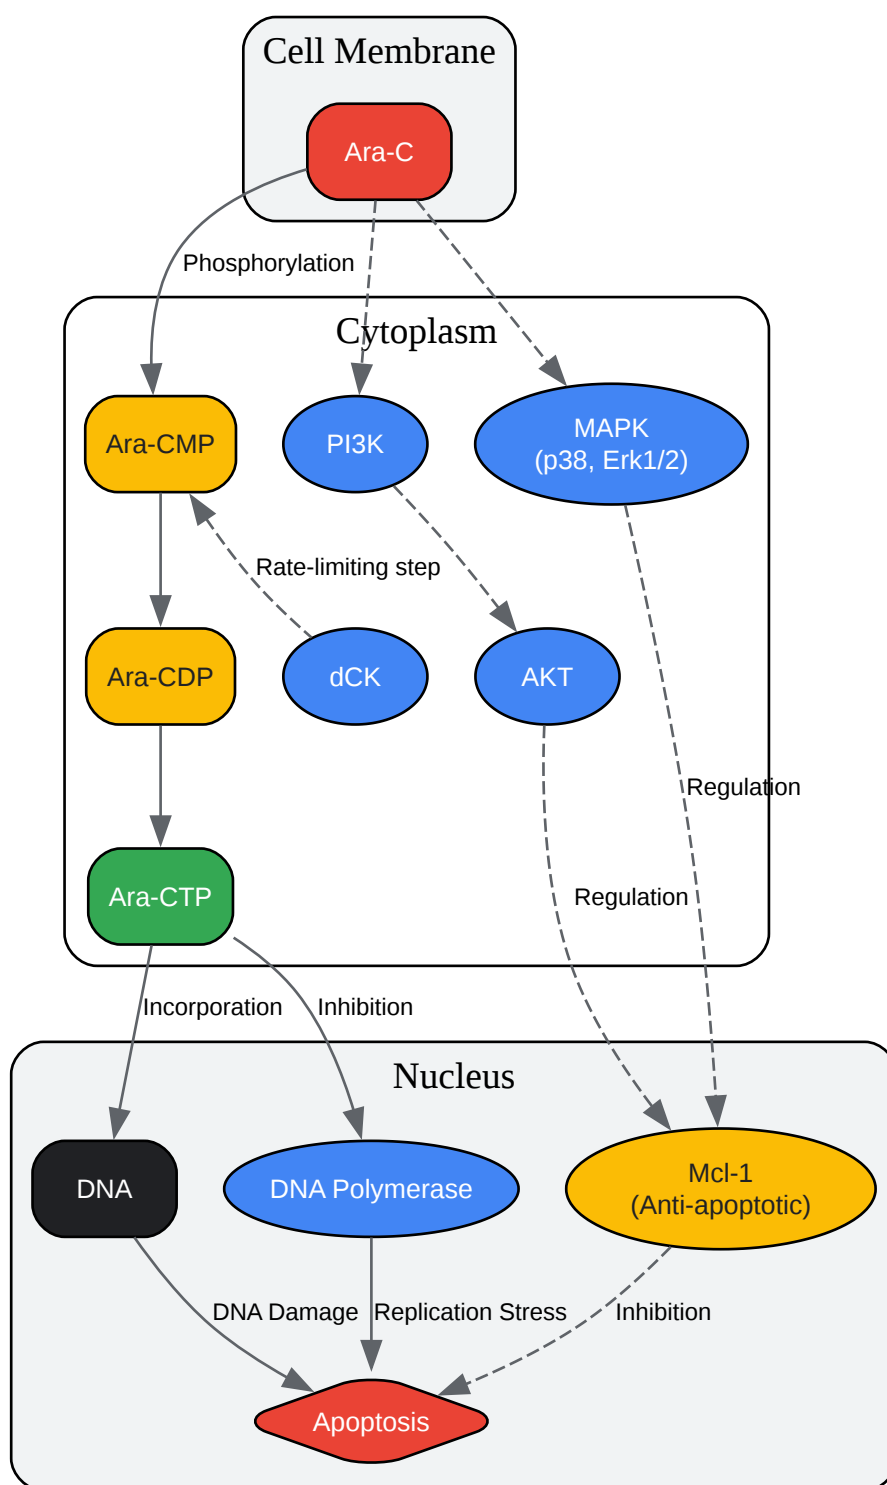 Cell Membrane
Ara-C
Phosphorylation
Cytoplasm
Ara-CMP
PI3K
MAPK
(p38, Erk1/2)
Rate-limiting step
Ara-CDP
dCK
AKT
Regulation
Ara-CTP
Regulation
Incorporation
Inhibition
Nucleus
DNA
DNA Polymerase
Mcl-1
(Anti-apoptotic)
DNA Damage
Replication Stress
Inhibition
Apoptosis